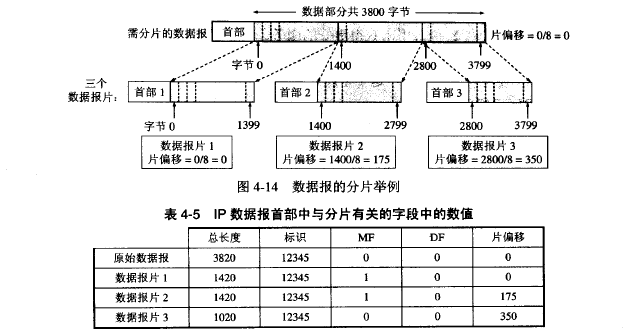 数据部分共 3800 字节
需分片的数据报 首部 片偏移 = 0/8 = 0
字节 0 1400 2800 3799
三个
数据报片：
首部 1 首部 2 首部 3
字节 0 1399 1400 2799 2800 3799
数据报片 1 数据报片 2 数据报片 3
片偏移 = 0/8 = 0 片偏移 = 1400/8 = 175 片偏移 = 2800/8 = 350
图 4-14 数据报的分片举例
表 4-5 IP 数据报首部中与分片有关的字段中的数值
总长度 标识 MF DF 片偏移
原始数据报 3820 12345 0 0 0
数据报片 1 1420 12345 1 0 0
数据报片 2 1420 12345 1 0 175
数据报片 3 1020 12345 0 0 350